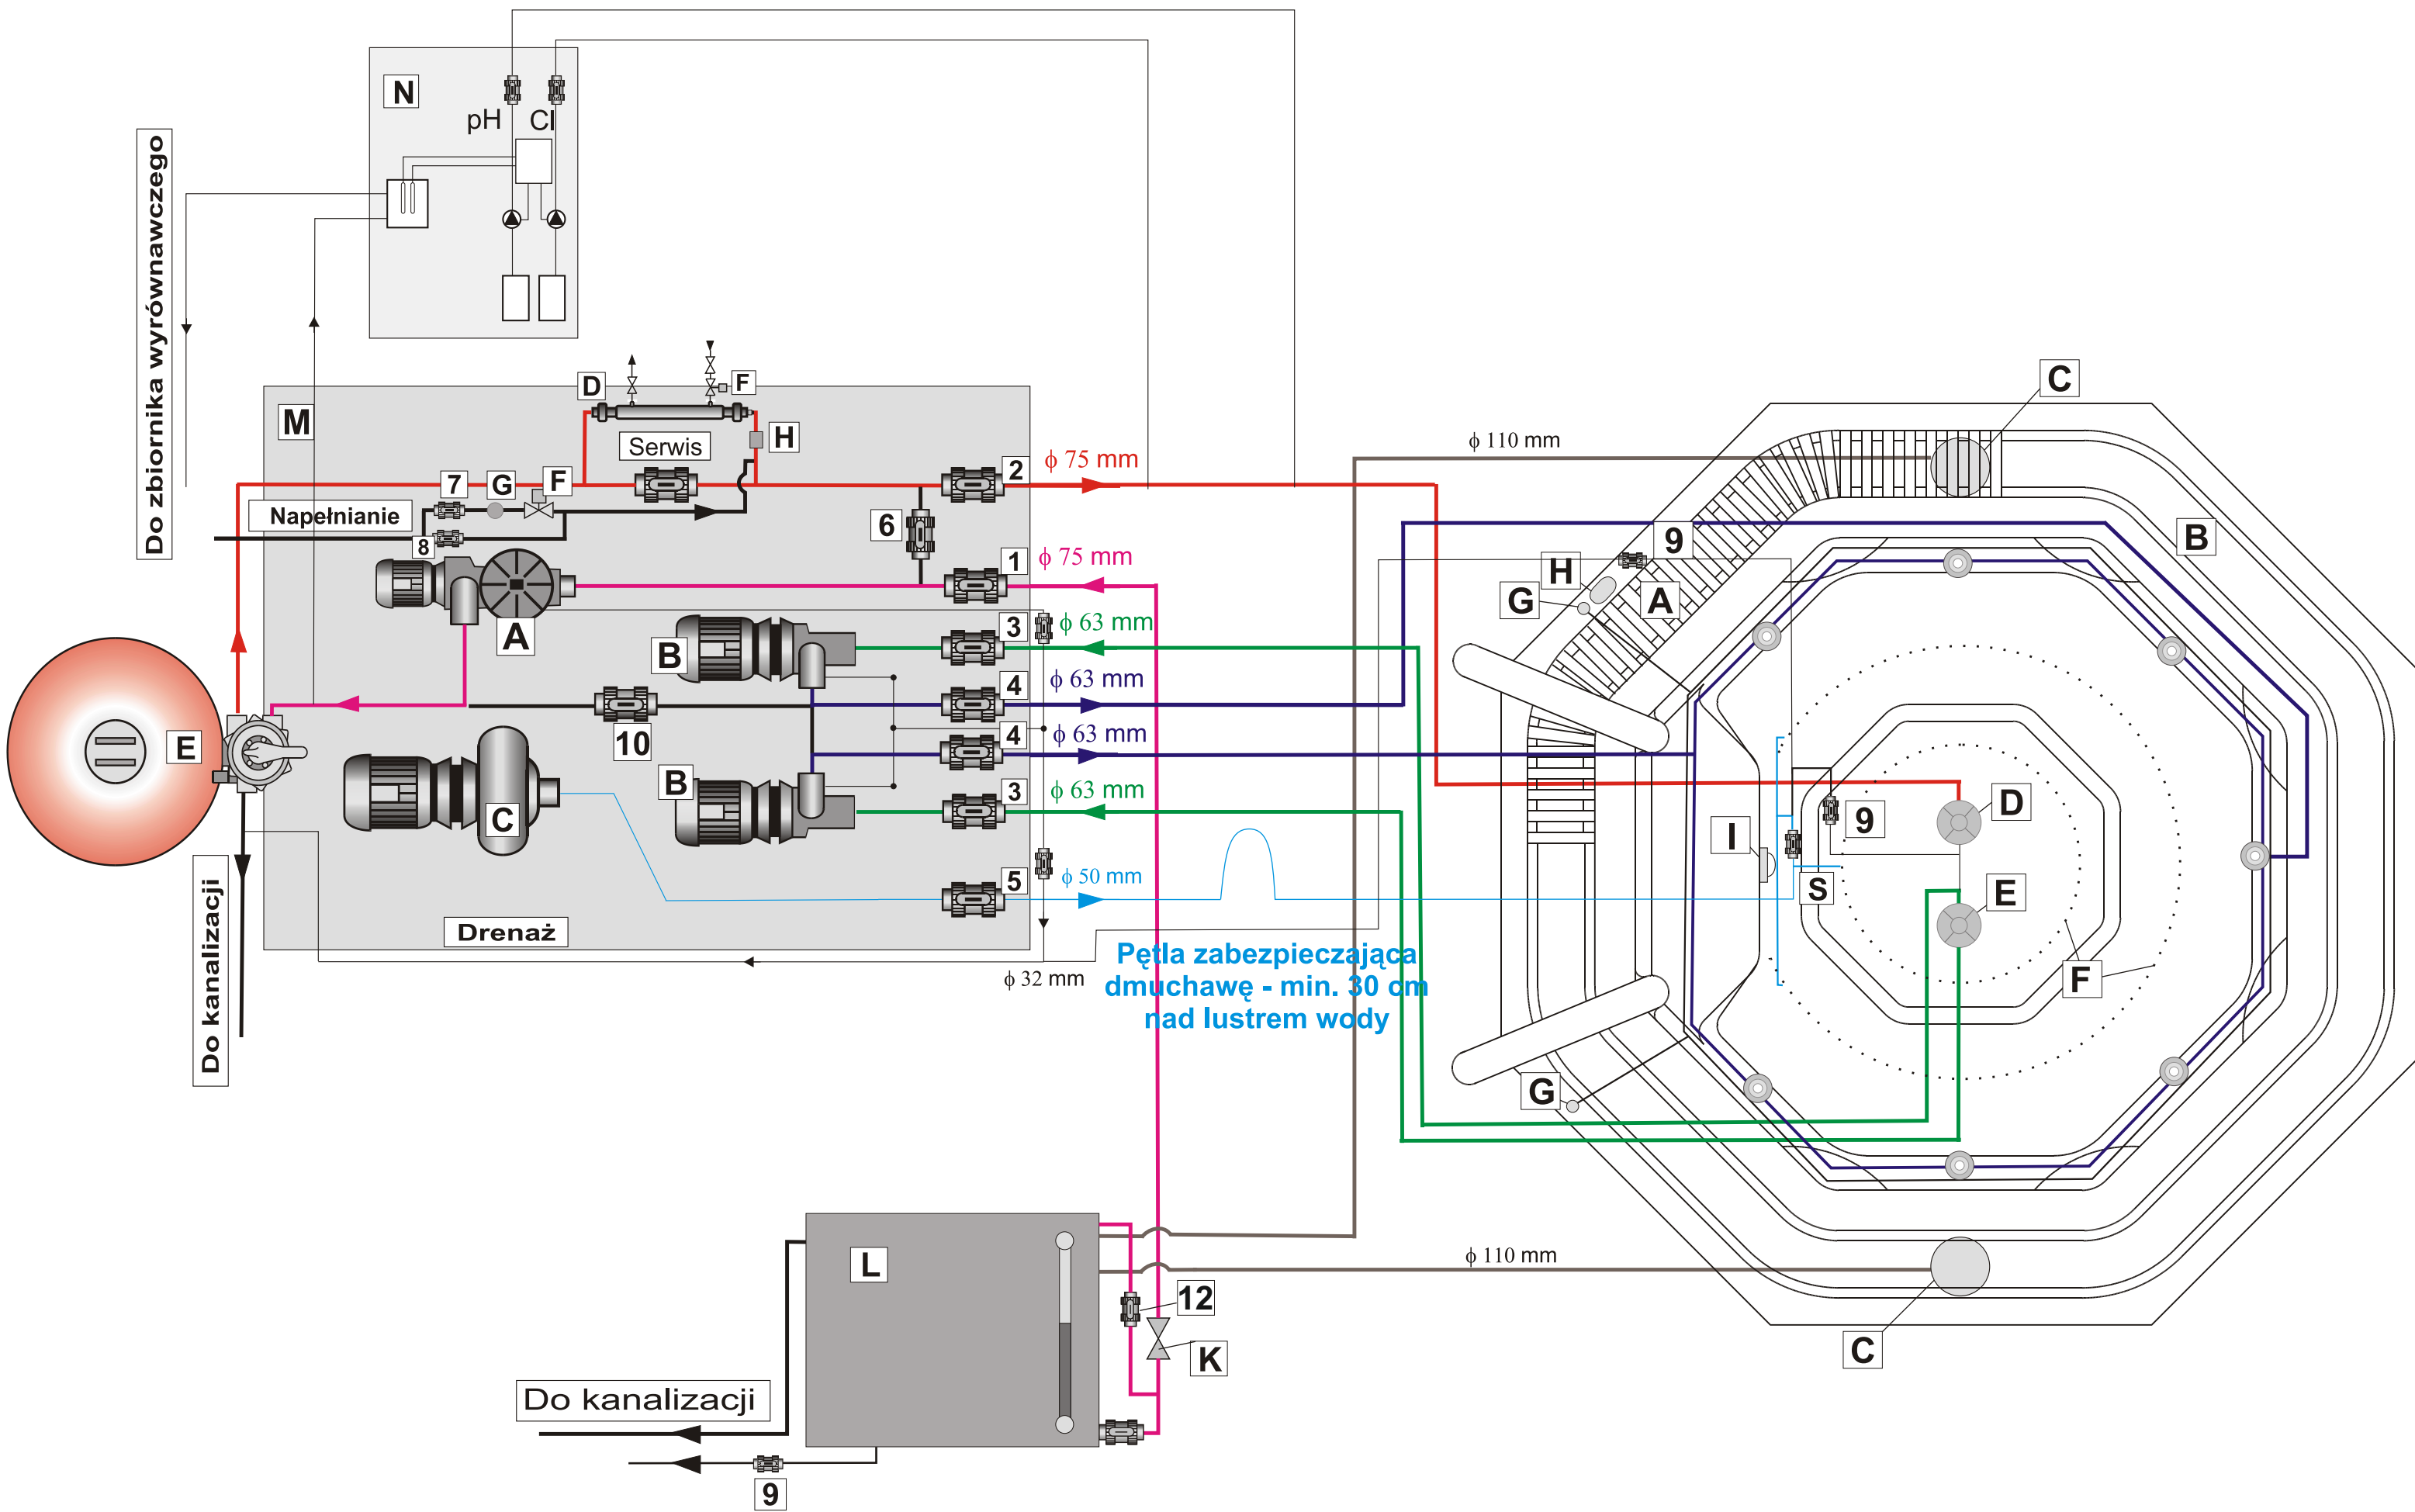 N
pH
Cl
Do zbiornika wyrównawczego
D
F
M
H
Serwis
C
ϕ 110 mm
2
ϕ 75 mm
7
G
F
Napełnianie
8
6
9
B
1
ϕ 75 mm
H
G
A
A
3
ϕ 63 mm
B
4
ϕ 63 mm
E
10
4
ϕ 63 mm
B
3
ϕ 63 mm
D
9
I
C
5
ϕ 50 mm
S
E
Drenaż
Do kanalizacji
Pętla zabezpieczająca
dmuchawę - min. 30 cm
nad lustrem wody
ϕ 32 mm
F
G
L
ϕ 110 mm
12
K
C
Do kanalizacji
9